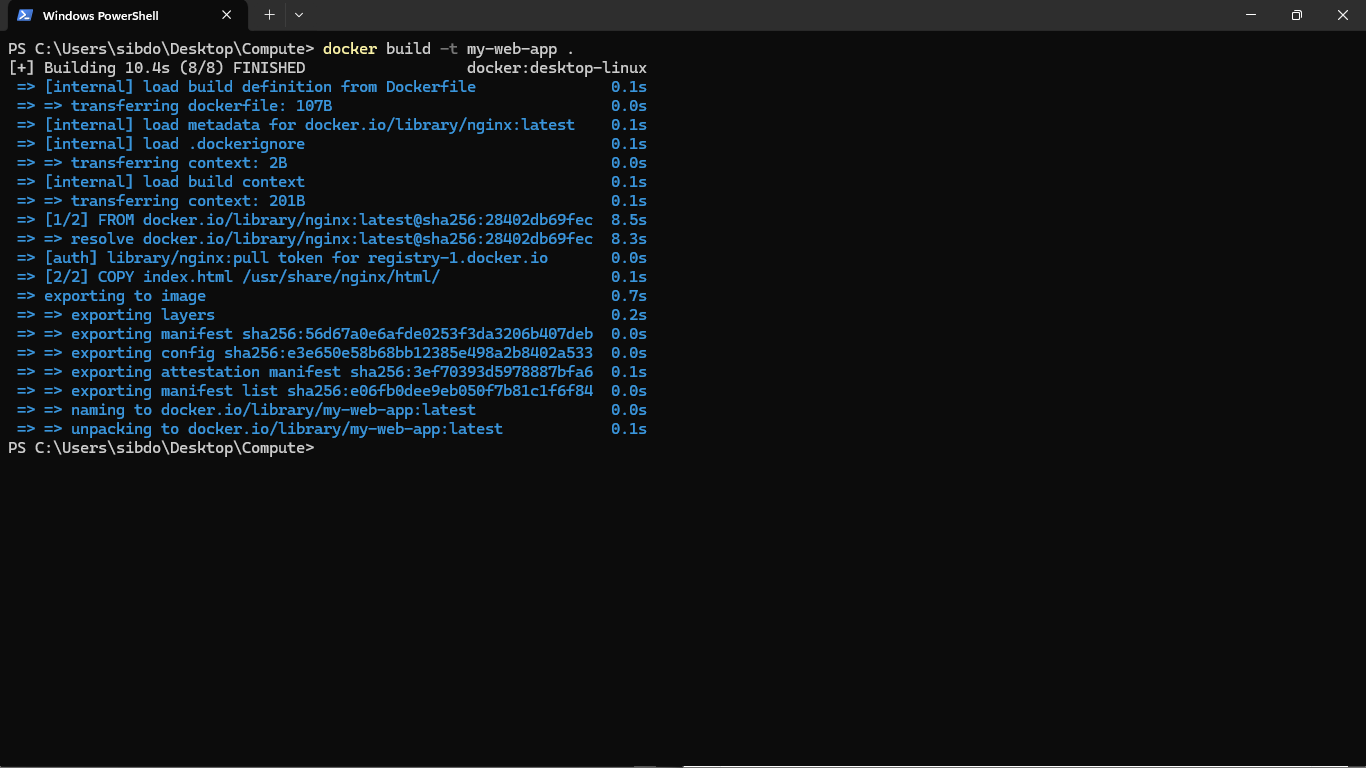 Windows PowerShell
PS C:\Users\sibdo\Desktop\Compute> docker build -t my-web-app .
[+] Building 10.4s (8/8) FINISHED docker:desktop-linux
=> [internal] load build definition from Dockerfile 0.1s
=> => transferring dockerfile: 107B 0.0s
=> [internal] load metadata for docker.io/library/nginx:latest 0.1s
=> [internal] load .dockerignore 0.1s
=> => transferring context: 2B 0.0s
=> [internal] load build context 0.1s
=> => transferring context: 201B 0.1s
=> [1/2] FROM docker.io/library/nginx:latest@sha256:28402db69fec 8.5s
=> => resolve docker.io/library/nginx:latest@sha256:28402db69fec 8.3s
=> [auth] library/nginx:pull token for registry-1.docker.io 0.0s
=> [2/2] COPY index.html /usr/share/nginx/html/ 0.1s
=> exporting to image 0.7s
=> => exporting layers 0.2s
=> => exporting manifest sha256:56d67a0e6afde0253f3da3206b407deb 0.0s
=> => exporting config sha256:e3e650e58b68bb12385e498a2b8402a533 0.0s
=> => exporting attestation manifest sha256:3ef70393d5978887bfa6 0.1s
=> => exporting manifest list sha256:e06fb0dee9eb050f7b81c1f6f84 0.0s
=> => naming to docker.io/library/my-web-app:latest 0.0s
=> => unpacking to docker.io/library/my-web-app:latest 0.1s
PS C:\Users\sibdo\Desktop\Compute>